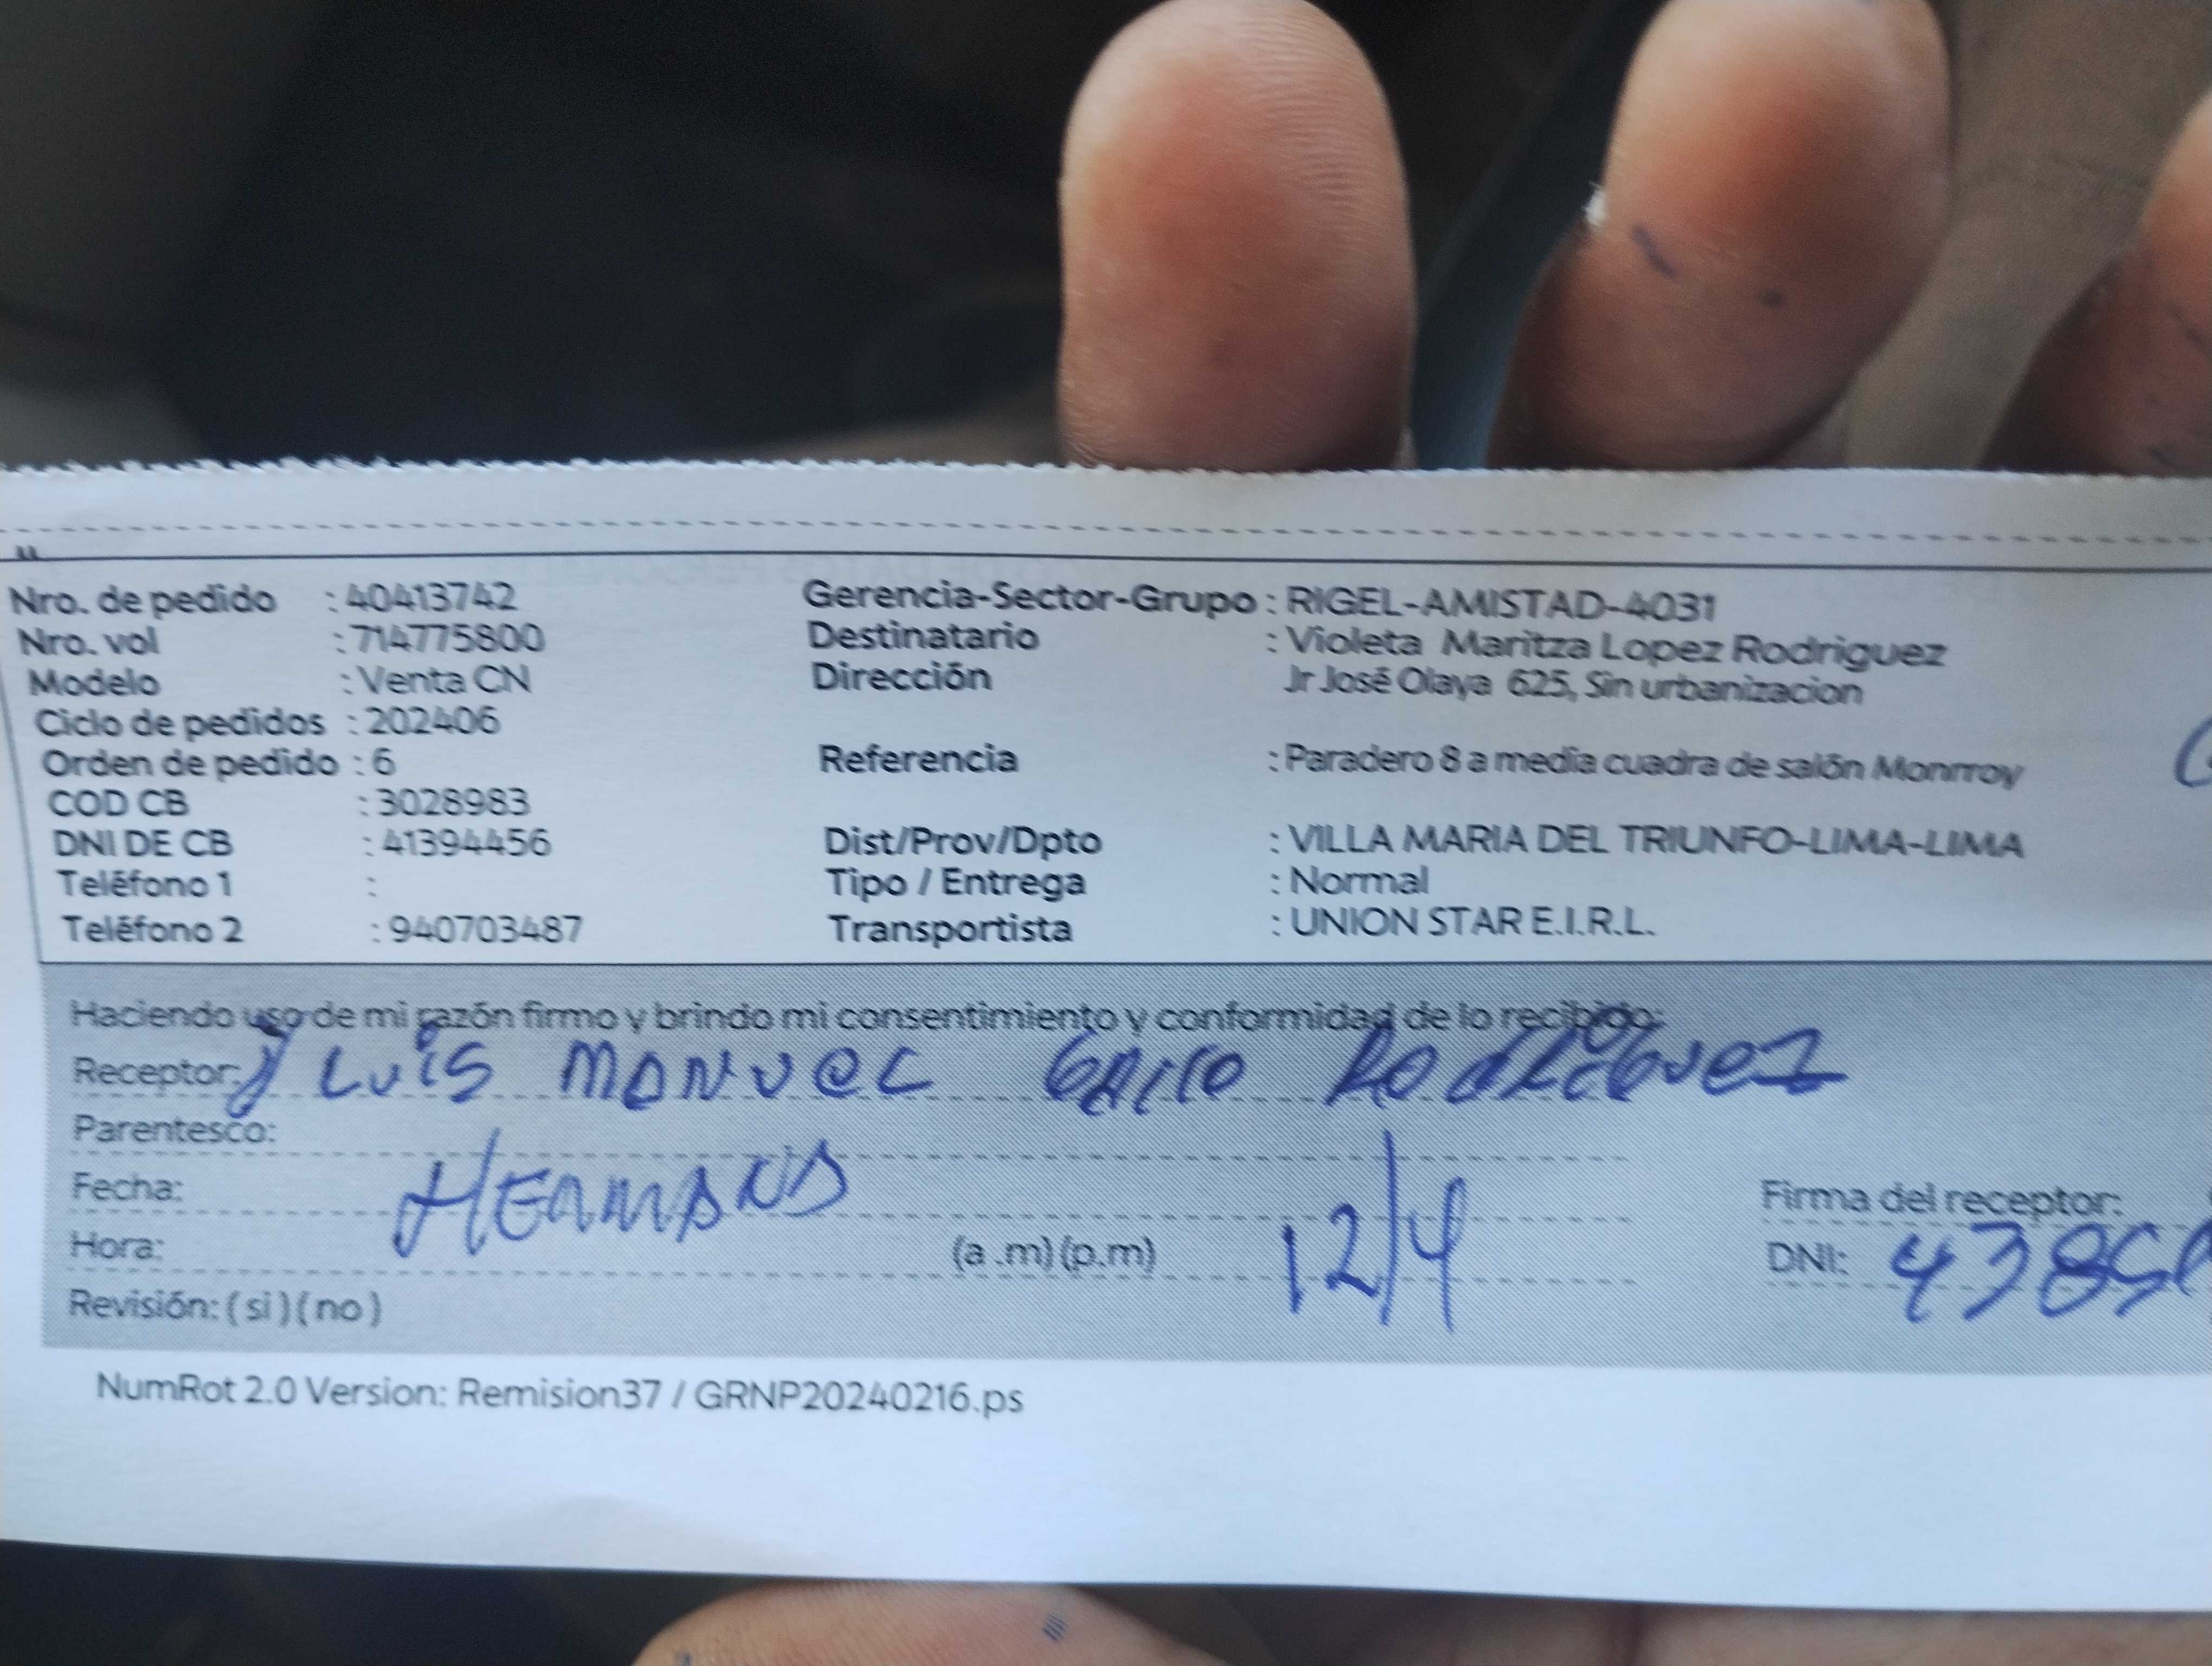 Nro. de pedido : 40413742
Nro. vol : 714775800
Modelo : Venta CN
Ciclo de pedidos : 202406
Orden de pedido : 6
COD CB : 3028983
DNI DE CB : 41394456
Teléfono 1 :
Teléfono 2 : 940703487
Gerencia-Sector-Grupo : RIGEL-AMISTAD-4031
Destinatario : Violeta Maritza Lopez Rodriguez
Dirección Jr José Olaya 625, Sin urbanizacion
Referencia : Paradero 8 a media cuadra de salón Monrroy
Dist/Prov/Dpto : VILLA MARIA DEL TRIUNFO-LIMA-LIMA
Tipo / Entrega : Normal
Transportista : UNION STAR E.I.R.L.
Haciendo uso de mi razón firmo y brindo mi consentimiento y conformidad de lo recibido:
Receptor: Luis MANUeL RodRiGueZ
Parentesco:
Fecha: HERMANO 12/4
Hora: (a .m) (p.m)
Revisión: ( si ) ( no )
Firma del receptor:
DNI: 4385
NumRot 2.0 Version: Remision37 / GRNP20240216.ps